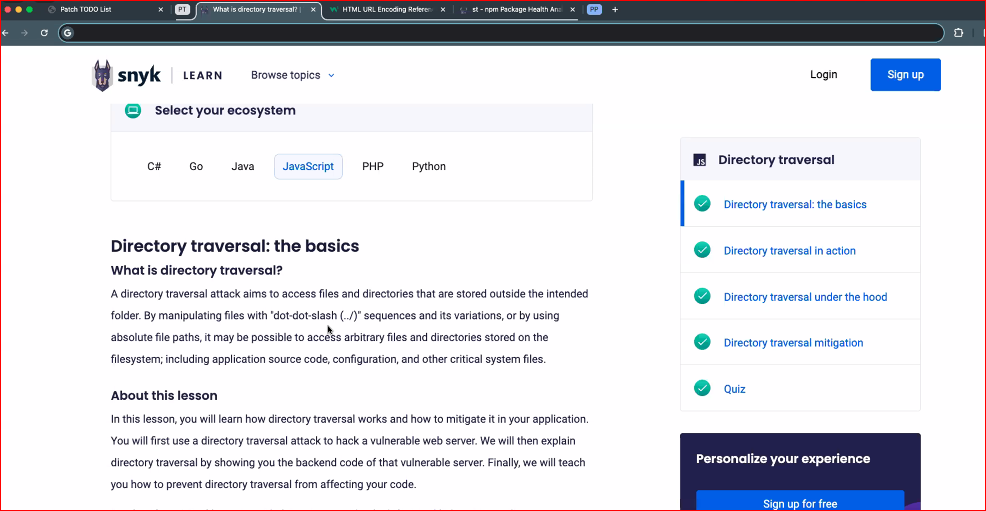 Patch TODO List
PT
What is directory traversal? (
HTML URL Encoding Referen
st - npm Package Health Ana
PP
G
snyk LEARN Browse topics Login Sign up
Select your ecosystem
C# Go Java JavaScript PHP Python
Directory traversal: the basics
What is directory traversal?
A directory traversal attack aims to access files and directories that are stored outside the intended
folder. By manipulating files with "dot-dot-slash (../)" sequences and its variations, or by using
absolute file paths, it may be possible to access arbitrary files and directories stored on the
filesystem; including application source code, configuration, and other critical system files.
About this lesson
In this lesson, you will learn how directory traversal works and how to mitigate it in your application.
You will first use a directory traversal attack to hack a vulnerable web server. We will then explain
directory traversal by showing you the backend code of that vulnerable server. Finally, we will teach
you how to prevent directory traversal from affecting your code.
JS Directory traversal
Directory traversal: the basics
Directory traversal in action
Directory traversal under the hood
Directory traversal mitigation
Quiz
Personalize your experience
Sign up for free